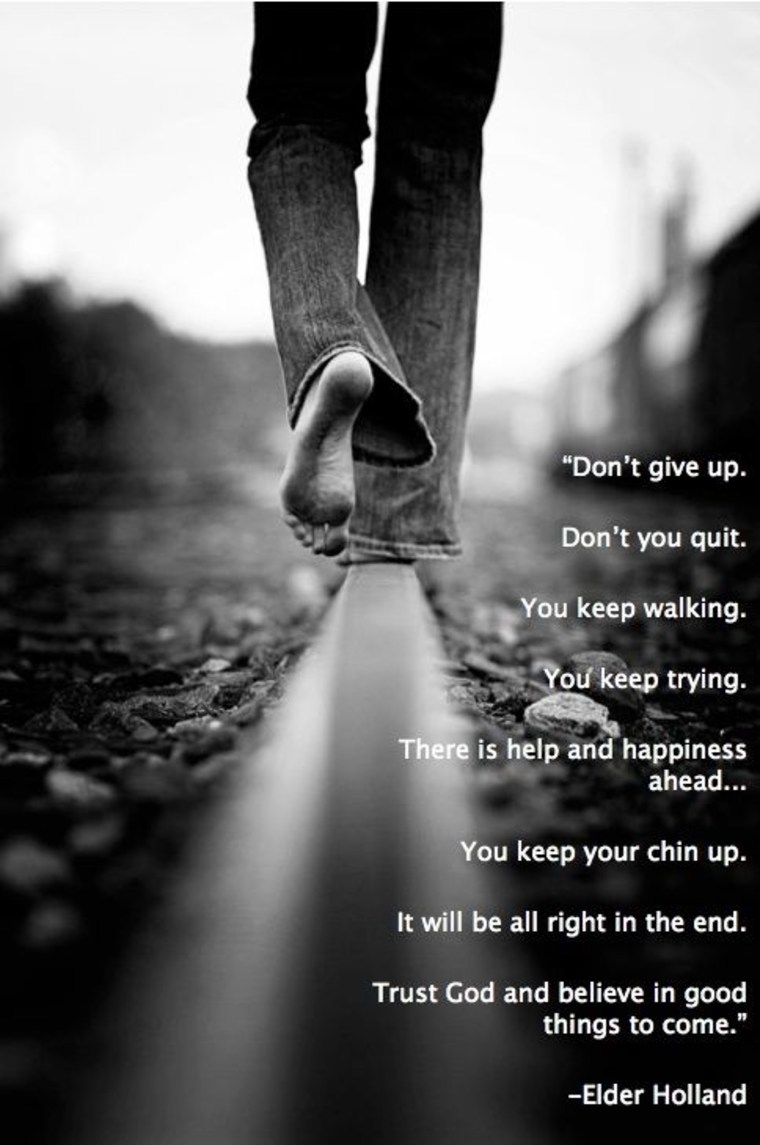 “Don’t give up.
Don’t you quit.
You keep walking.
You keep trying.
There is help and happiness
ahead...
You keep your chin up.
It will be all right in the end.
Trust God and believe in good
things to come.”
–Elder Holland